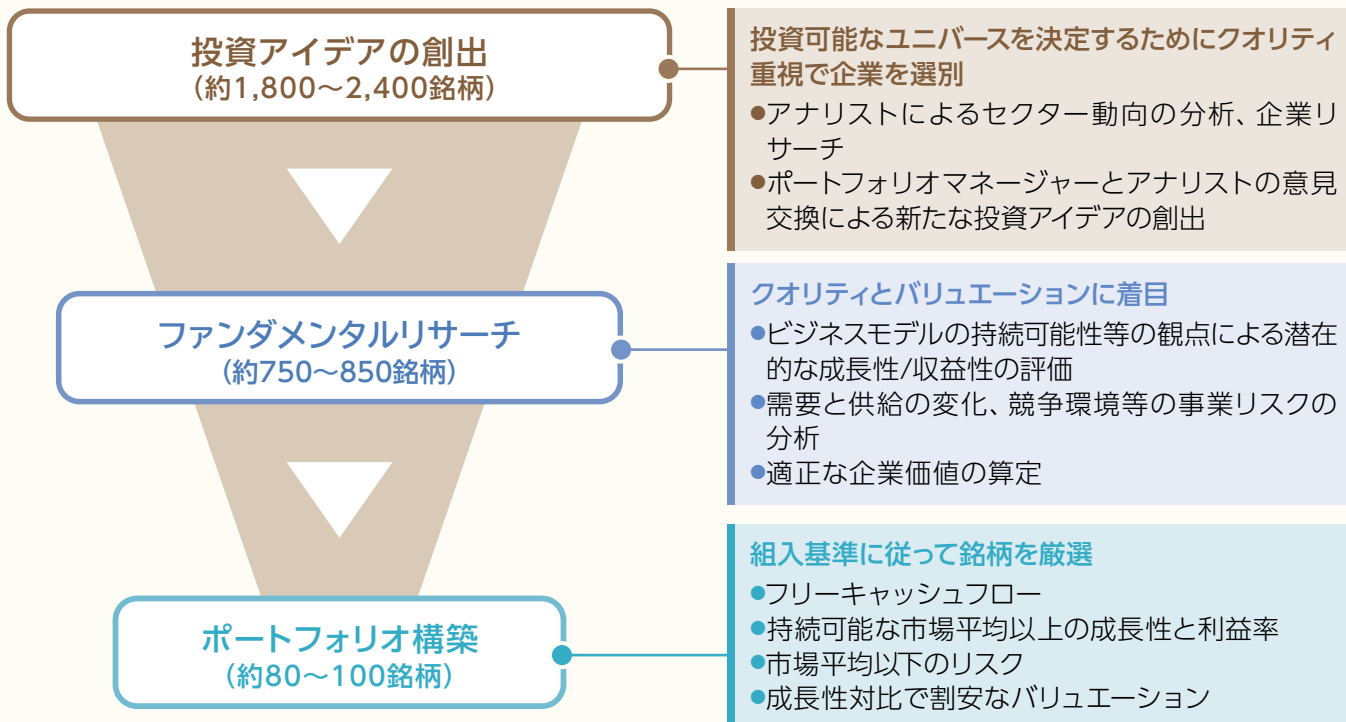 投資アイデアの創出
(約1,800～2,400銘柄)
投資可能なユニバースを決定するためにクオリティ
重視で企業を選別
●アナリストによるセクター動向の分析、企業リ
サーチ
●ポートフォリオマネージャーとアナリストの意見
交換による新たな投資アイデアの創出
ファンダメンタルリサーチ
(約750～850銘柄)
クオリティとバリュエーションに着目
●ビジネスモデルの持続可能性等の観点による潜在
的な成長性/収益性の評価
●需要と供給の変化、競争環境等の事業リスクの
分析
●適正な企業価値の算定
ポートフォリオ構築
(約80～100銘柄)
組入基準に従って銘柄を厳選
●フリーキャッシュフロー
●持続可能な市場平均以上の成長性と利益率
●市場平均以下のリスク
●成長性対比で割安なバリュエーション